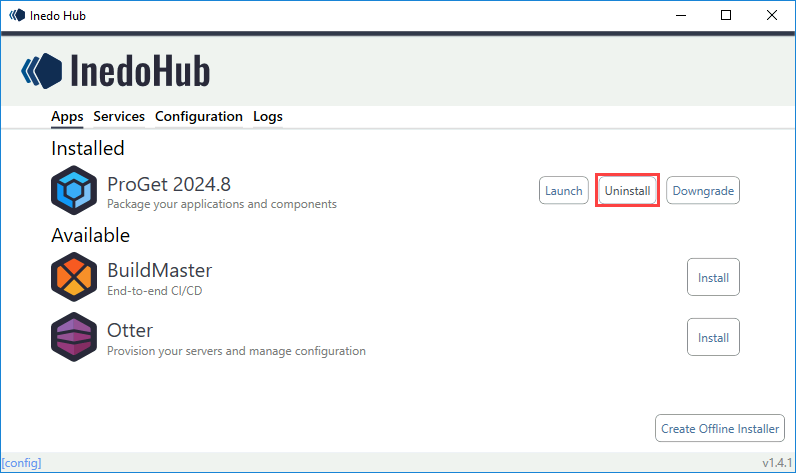 Inedo Hub
InedoHub
Apps Services Configuration Logs
Installed
ProGet 2024.8
Package your applications and components
Launch Uninstall Downgrade
Available
BuildMaster
End-to-end CI/CD
Install
Otter
Provision your servers and manage configuration
Install
Create Offline Installer
[config] v1.4.1